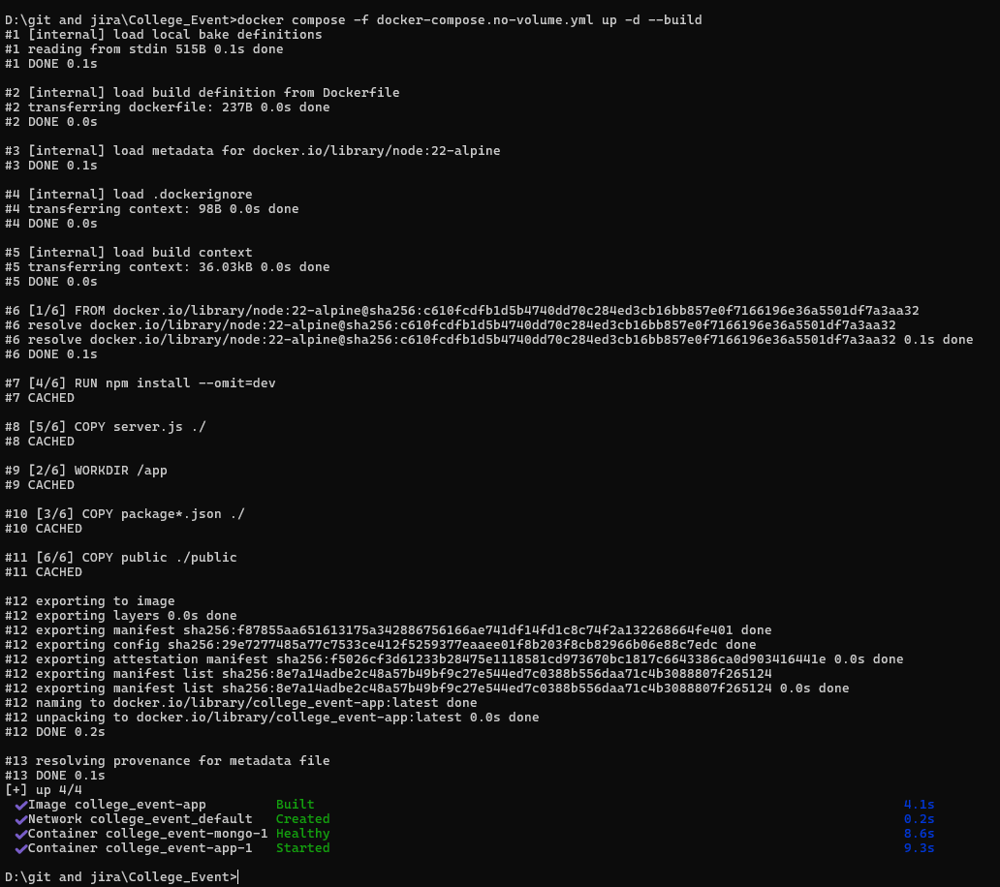 D:\git and jira\College_Event>docker compose -f docker-compose.no-volume.yml up -d --build
#1 [internal] load local bake definitions
#1 reading from stdin 515B 0.1s done
#1 DONE 0.1s
#2 [internal] load build definition from Dockerfile
#2 transferring dockerfile: 237B 0.0s done
#2 DONE 0.0s
#3 [internal] load metadata for docker.io/library/node:22-alpine
#3 DONE 0.1s
#4 [internal] load .dockerignore
#4 transferring context: 98B 0.0s done
#4 DONE 0.0s
#5 [internal] load build context
#5 transferring context: 36.03kB 0.0s done
#5 DONE 0.0s
#6 [1/6] FROM docker.io/library/node:22-alpine@sha256:c610fcdfb1d5b4740dd70c284ed3cb16bb857e0f7166196e36a5501df7a3aa32
#6 resolve docker.io/library/node:22-alpine@sha256:c610fcdfb1d5b4740dd70c284ed3cb16bb857e0f7166196e36a5501df7a3aa32
#6 resolve docker.io/library/node:22-alpine@sha256:c610fcdfb1d5b4740dd70c284ed3cb16bb857e0f7166196e36a5501df7a3aa32 0.1s done
#6 DONE 0.1s
#7 [4/6] RUN npm install --omit=dev
#7 CACHED
#8 [5/6] COPY server.js ./
#8 CACHED
#9 [2/6] WORKDIR /app
#9 CACHED
#10 [3/6] COPY package*.json ./
#10 CACHED
#11 [6/6] COPY public ./public
#11 CACHED
#12 exporting to image
#12 exporting layers 0.0s done
#12 exporting manifest sha256:f87855aa651613175a342886756166ae741df14fd1c8c74f2a132268664fe401 done
#12 exporting config sha256:29e7277485a77c7533ce412f5259377eaaee01f8b203f8cb82966b06e88c7edc done
#12 exporting attestation manifest sha256:f5026cf3d61233b28475e1118581cd973670bc1817c6643386ca0d903416441e 0.0s done
#12 exporting manifest list sha256:8e7a14adbe2c48a57b49bf9c27e544ed7c0388b556daa71c4b3088807f265124
#12 exporting manifest list sha256:8e7a14adbe2c48a57b49bf9c27e544ed7c0388b556daa71c4b3088807f265124 0.0s done
#12 naming to docker.io/library/college_event-app:latest done
#12 unpacking to docker.io/library/college_event-app:latest 0.0s done
#12 DONE 0.2s
#13 resolving provenance for metadata file
#13 DONE 0.1s
[+] up 4/4
✔Image college_event-app Built 4.1s
✔Network college_event_default Created 0.2s
✔Container college_event-mongo-1 Healthy 8.6s
✔Container college_event-app-1 Started 9.3s
D:\git and jira\College_Event>